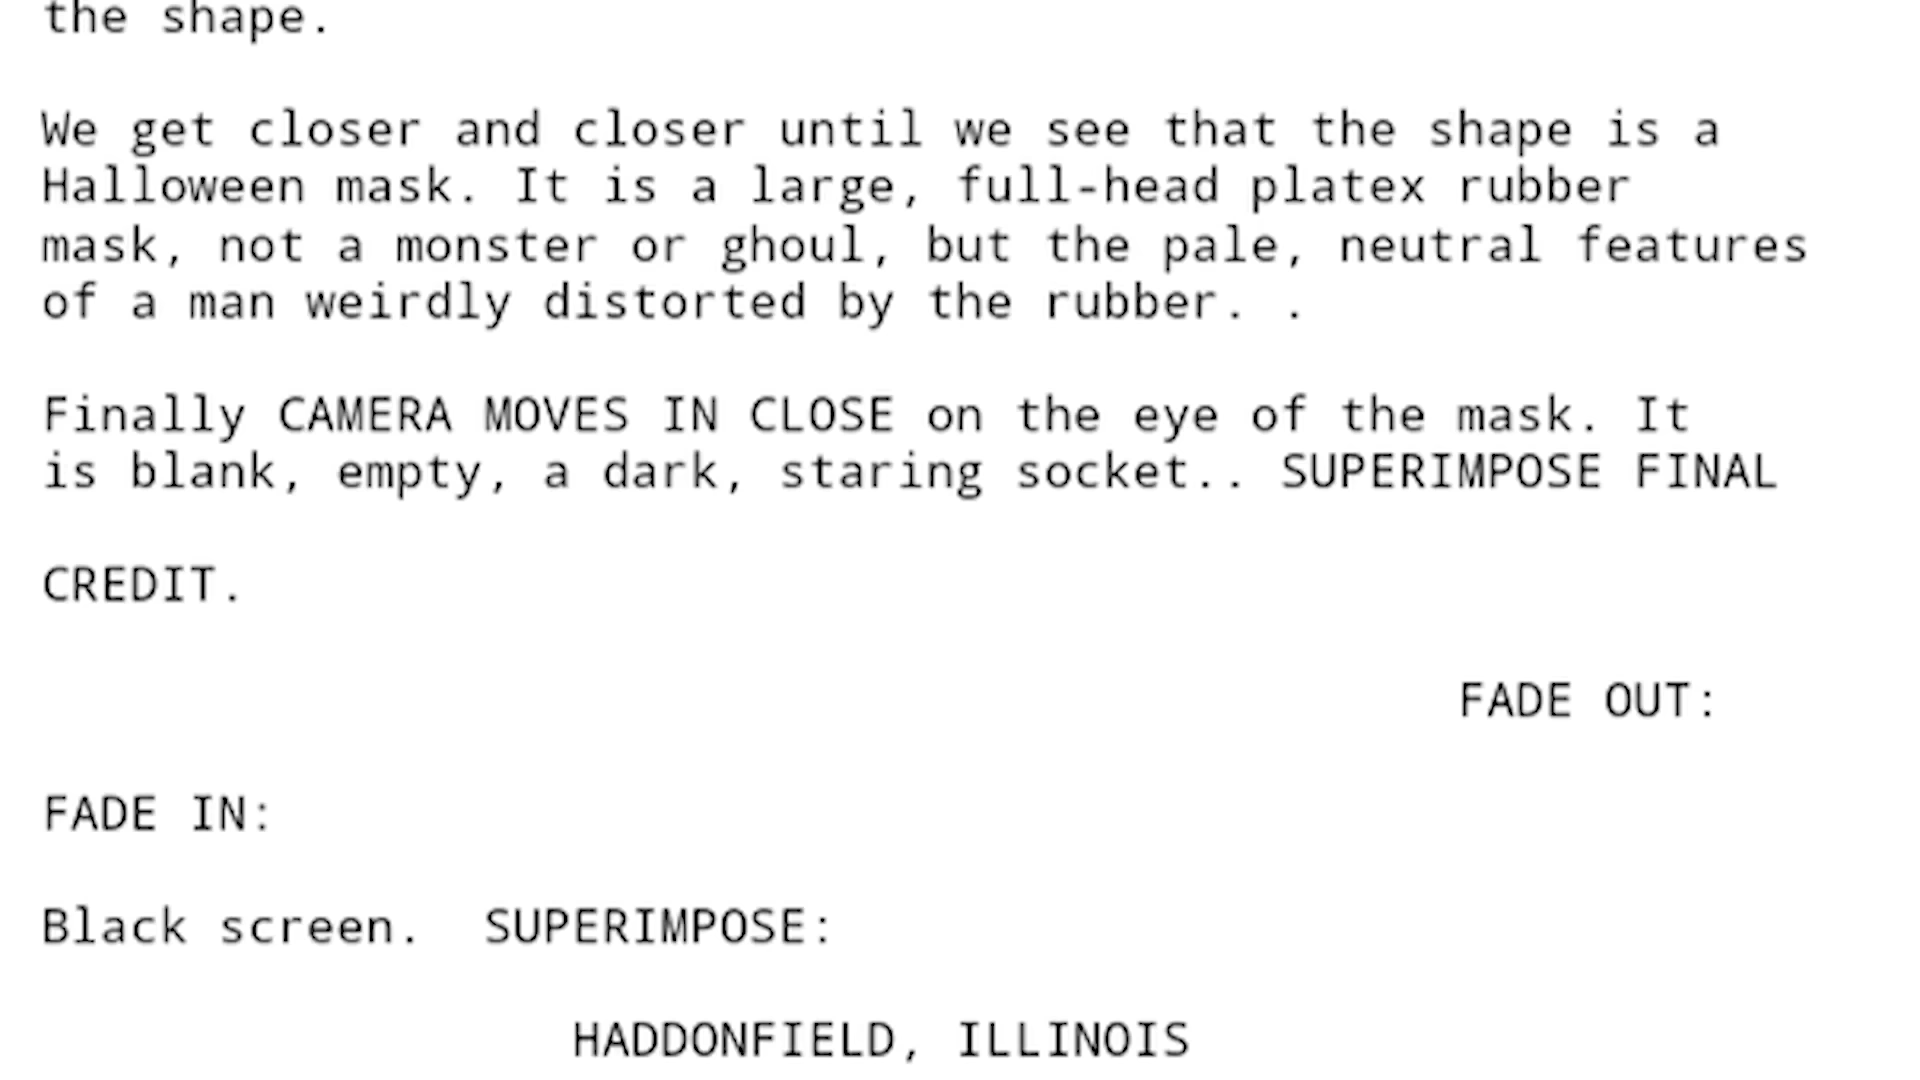 the shape.
We get closer and closer until we see that the shape is a
Halloween mask. It is a large, full-head platex rubber
mask, not a monster or ghoul, but the pale, neutral features
of a man weirdly distorted by the rubber. .
Finally CAMERA MOVES IN CLOSE on the eye of the mask. It
is blank, empty, a dark, staring socket.. SUPERIMPOSE FINAL
CREDIT.
FADE OUT:
FADE IN:
Black screen.  SUPERIMPOSE:
HADDONFIELD, ILLINOIS